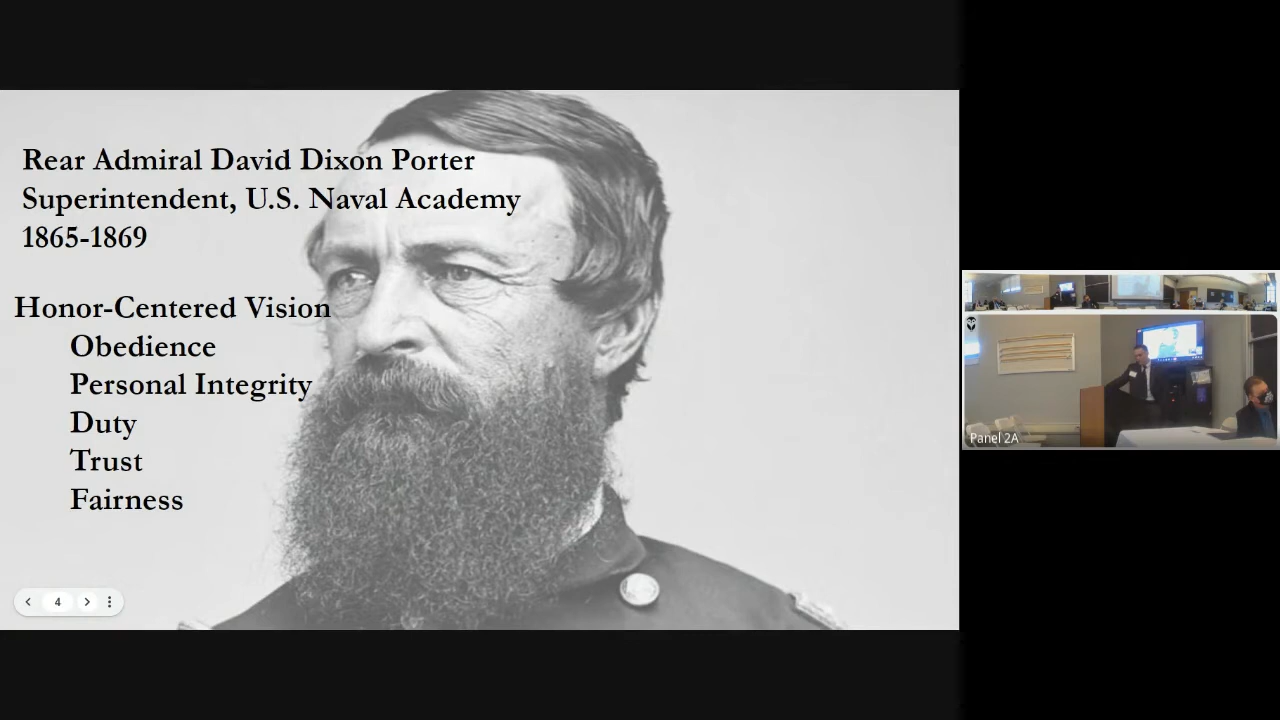 Rear Admiral David Dixon Porter
Superintendent, U.S. Naval Academy
1865-1869
Honor-Centered Vision
Obedience
Personal Integrity
Duty
Trust
Fairness
4
Panel 2A